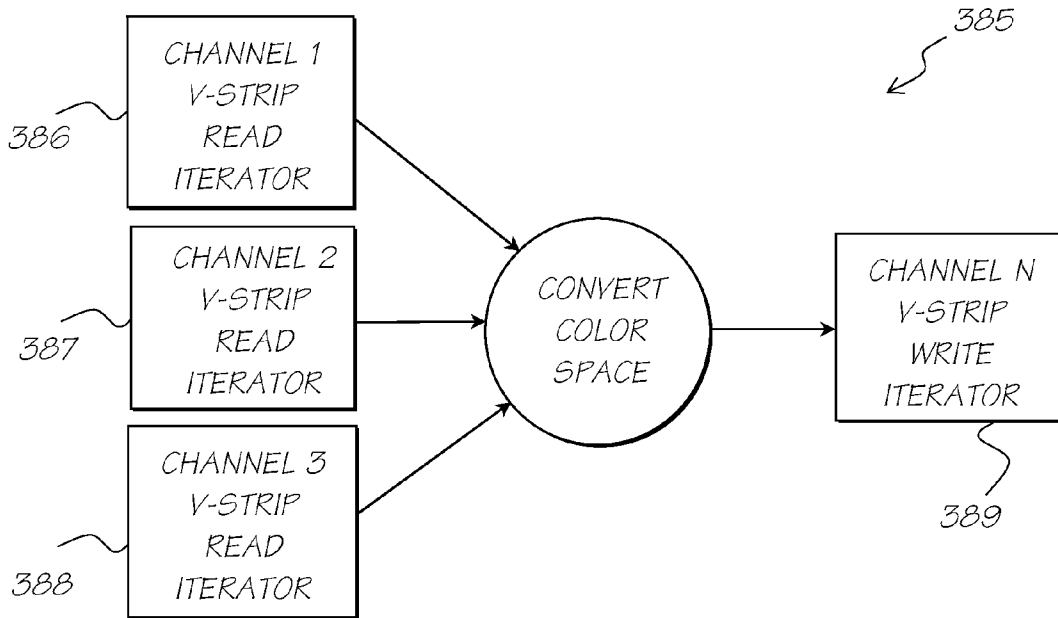 385
CHANNEL 1
V-STRIP
READ
ITERATOR
386
CHANNEL 2
V-STRIP
READ
ITERATOR
387
CHANNEL 3
V-STRIP
READ
ITERATOR
388
CONVERT
COLOR
SPACE
CHANNEL N
V-STRIP
WRITE
ITERATOR
389